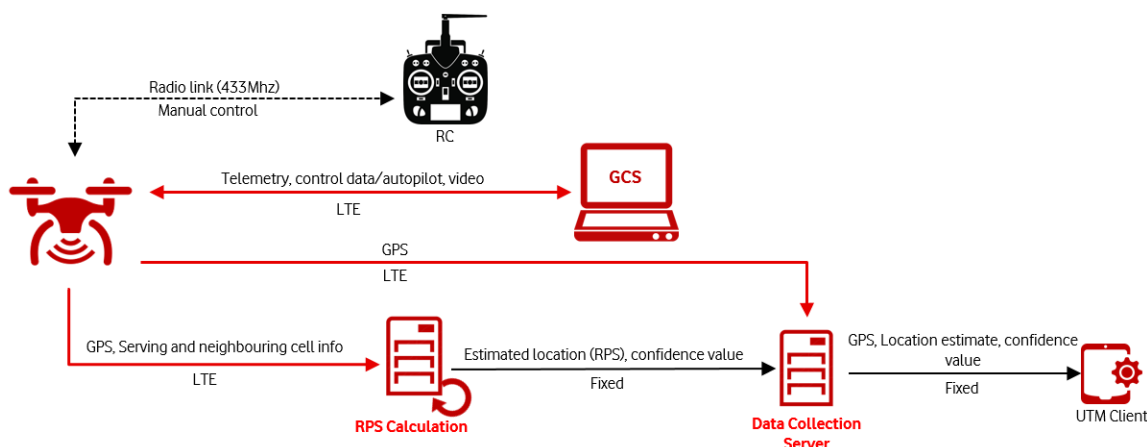 Radio link (433Mhz)
Manual control
RC
Telemetry, control data/autopilot, video
GCS
LTE
GPS
LTE
GPS, Serving and neighbouring cell info
LTE
Estimated location (RPS), confidence value
Fixed
GPS, Location estimate, confidence
value
Fixed
RPS Calculation
Data Collection
Server
UTM Client